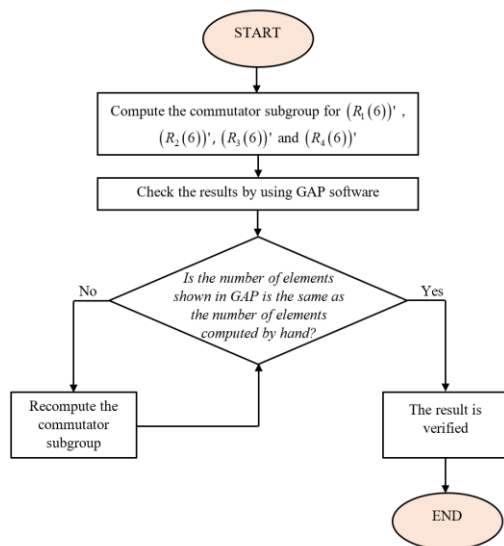 START
Compute the commutator subgroup for (R₁(6))' ,
(R₂(6))', (R₃(6))' and (R₄(6))'
Check the results by using GAP software
Is the number of elements
shown in GAP is the same as
the number of elements
computed by hand?
No
Yes
Recompute the
commutator
subgroup
The result is
verified
END